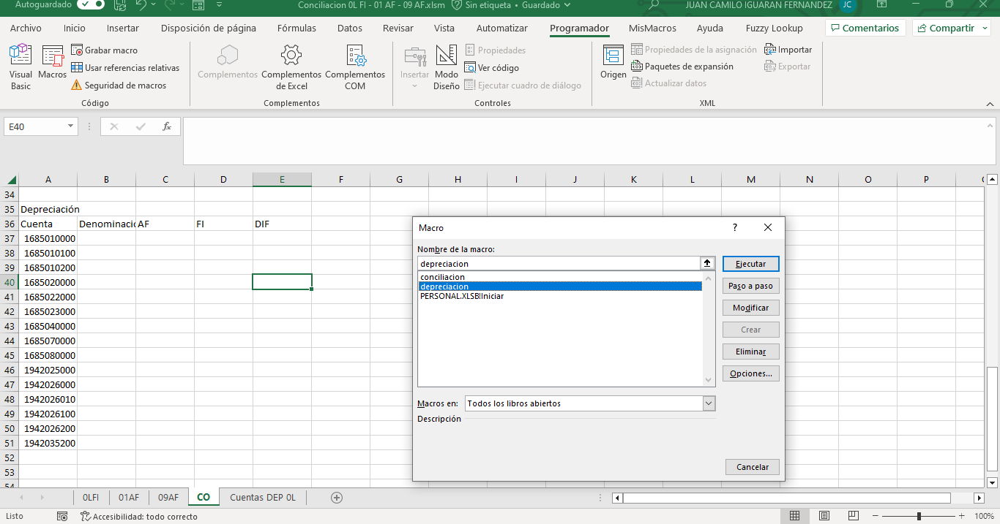 Autoguardado Conciliacion 0L FI - 01 AF - 09 AF.xlsm Sin etiqueta • Guardado JUAN CAMILO IGUARAN FERNANDEZ JC
Archivo Inicio Insertar Disposición de página Fórmulas Datos Revisar Vista Automatizar Programador MisMacros Ayuda Fuzzy Lookup Comentarios Compartir
Visual Basic
Macros
Grabar macro
Usar referencias relativas
Seguridad de macros
Código
Complementos
Complementos de Excel
Complementos COM
Complementos
Insertar
Modo Diseño
Propiedades
Ver código
Ejecutar cuadro de diálogo
Controles
Origen
Propiedades de la asignación
Paquetes de expansión
Actualizar datos
Importar
Exportar
XML
E40 fx
A B C D E F G H I J K L M N O P
34
35 Depreciación
36 Cuenta Denominacio AF FI DIF
37 1685010000
38 1685010100
39 1685010200
40 1685020000
41 1685022000
42 1685023000
43 1685040000
44 1685070000
45 1685080000
46 1942025000
47 1942026000
48 1942026010
49 1942026100
50 1942026200
51 1942035200
52
53
54
Macro ?
Nombre de la macro:
depreciacion
conciliacion
depreciacion
PERSONAL.XLSB!Iniciar
Ejecutar
Paso a paso
Modificar
Crear
Eliminar
Opciones...
Macros en: Todos los libros abiertos
Descripción
Cancelar
0LFI 01AF 09AF CO Cuentas DEP 0L
Listo Accesibilidad: todo correcto 100%